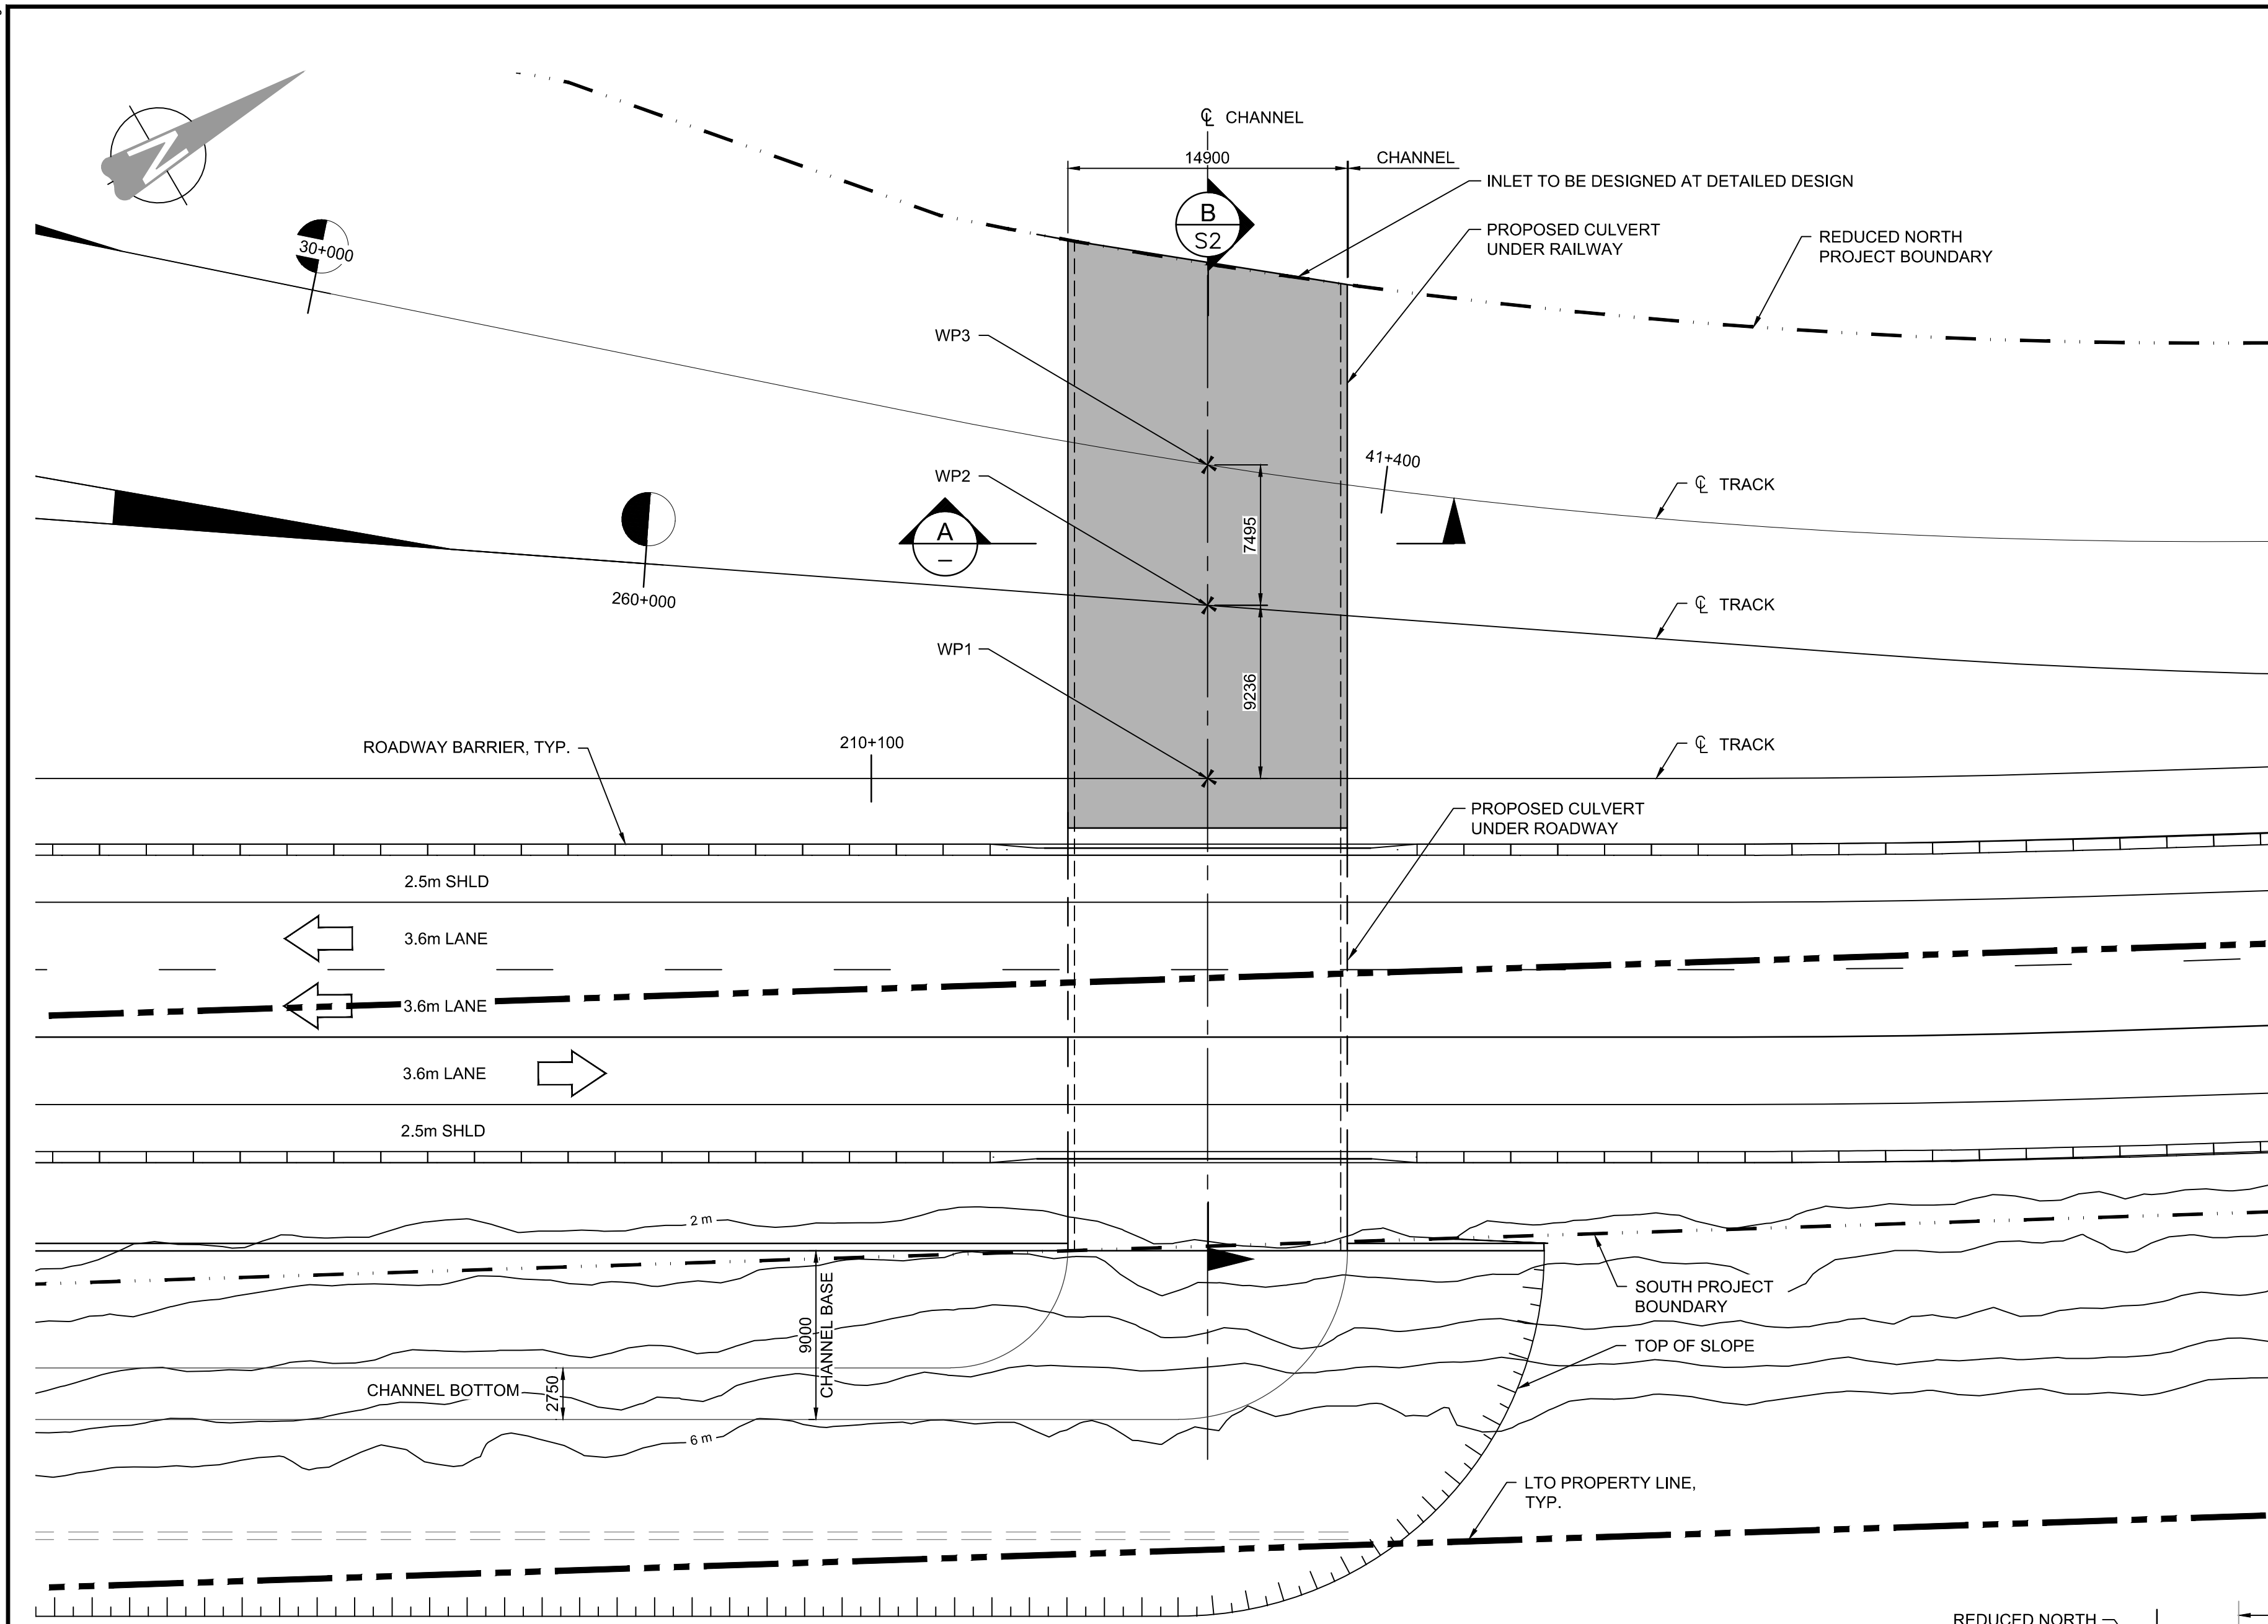 N
℄ CHANNEL
14900
CHANNEL
INLET TO BE DESIGNED AT DETAILED DESIGN
B
S2
PROPOSED CULVERT
UNDER RAILWAY
REDUCED NORTH
PROJECT BOUNDARY
30+000
WP3
WP2
41+400
℄ TRACK
A
–
7495
260+000
℄ TRACK
WP1
9236
ROADWAY BARRIER, TYP.
210+100
℄ TRACK
PROPOSED CULVERT
UNDER ROADWAY
2.5m SHLD
3.6m LANE
3.6m LANE
3.6m LANE
2.5m SHLD
2 m
SOUTH PROJECT
BOUNDARY
9000
CHANNEL BASE
TOP OF SLOPE
CHANNEL BOTTOM
2750
6 m
LTO PROPERTY LINE,
TYP.
REDUCED NORTH